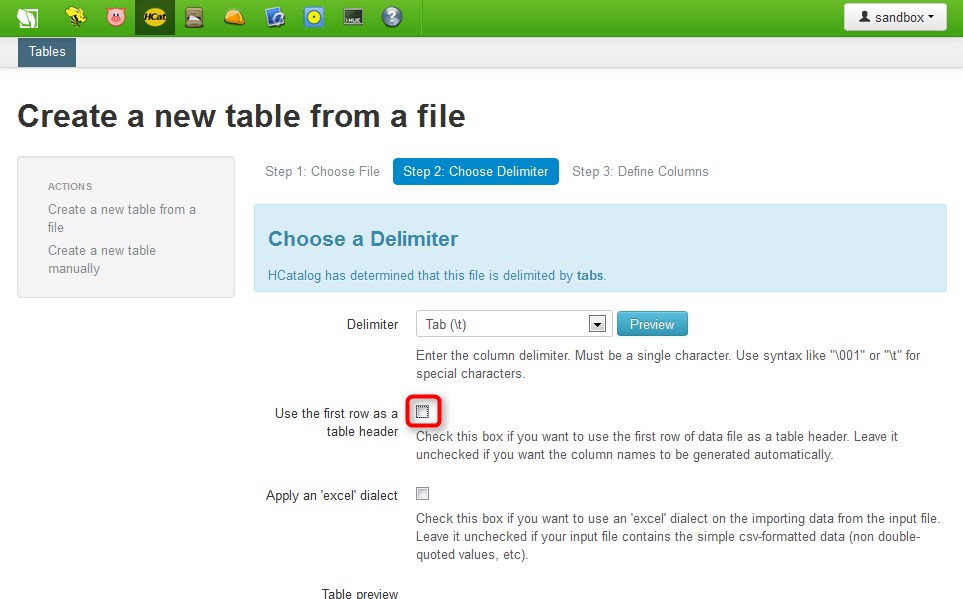 HCat
HUE
?
sandbox
Tables
Create a new table from a file
ACTIONS
Create a new table from a
file
Create a new table
manually
Step 1: Choose File
Step 2: Choose Delimiter
Step 3: Define Columns
Choose a Delimiter
HCatalog has determined that this file is delimited by tabs.
Delimiter
Tab (\t)
Preview
Enter the column delimiter. Must be a single character. Use syntax like "\001" or "\t" for
special characters.
Use the first row as a
table header
Check this box if you want to use the first row of data file as a table header. Leave it
unchecked if you want the column names to be generated automatically.
Apply an 'excel' dialect
Check this box if you want to use an 'excel' dialect on the importing data from the input file.
Leave it unchecked if your input file contains the simple csv-formatted data (non double-
quoted values, etc).
Table preview